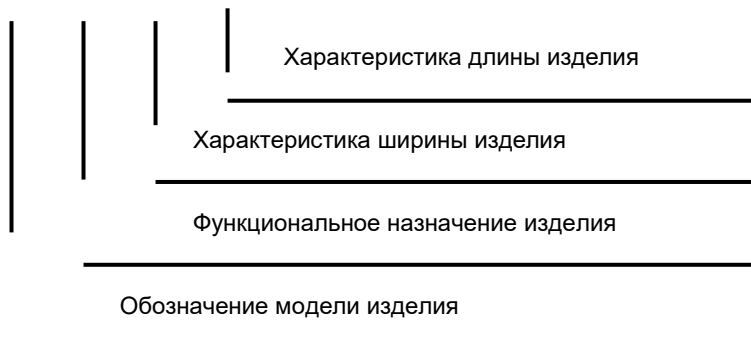 Характеристика длины изделия
Характеристика ширины изделия
Функциональное назначение изделия
Обозначение модели изделия